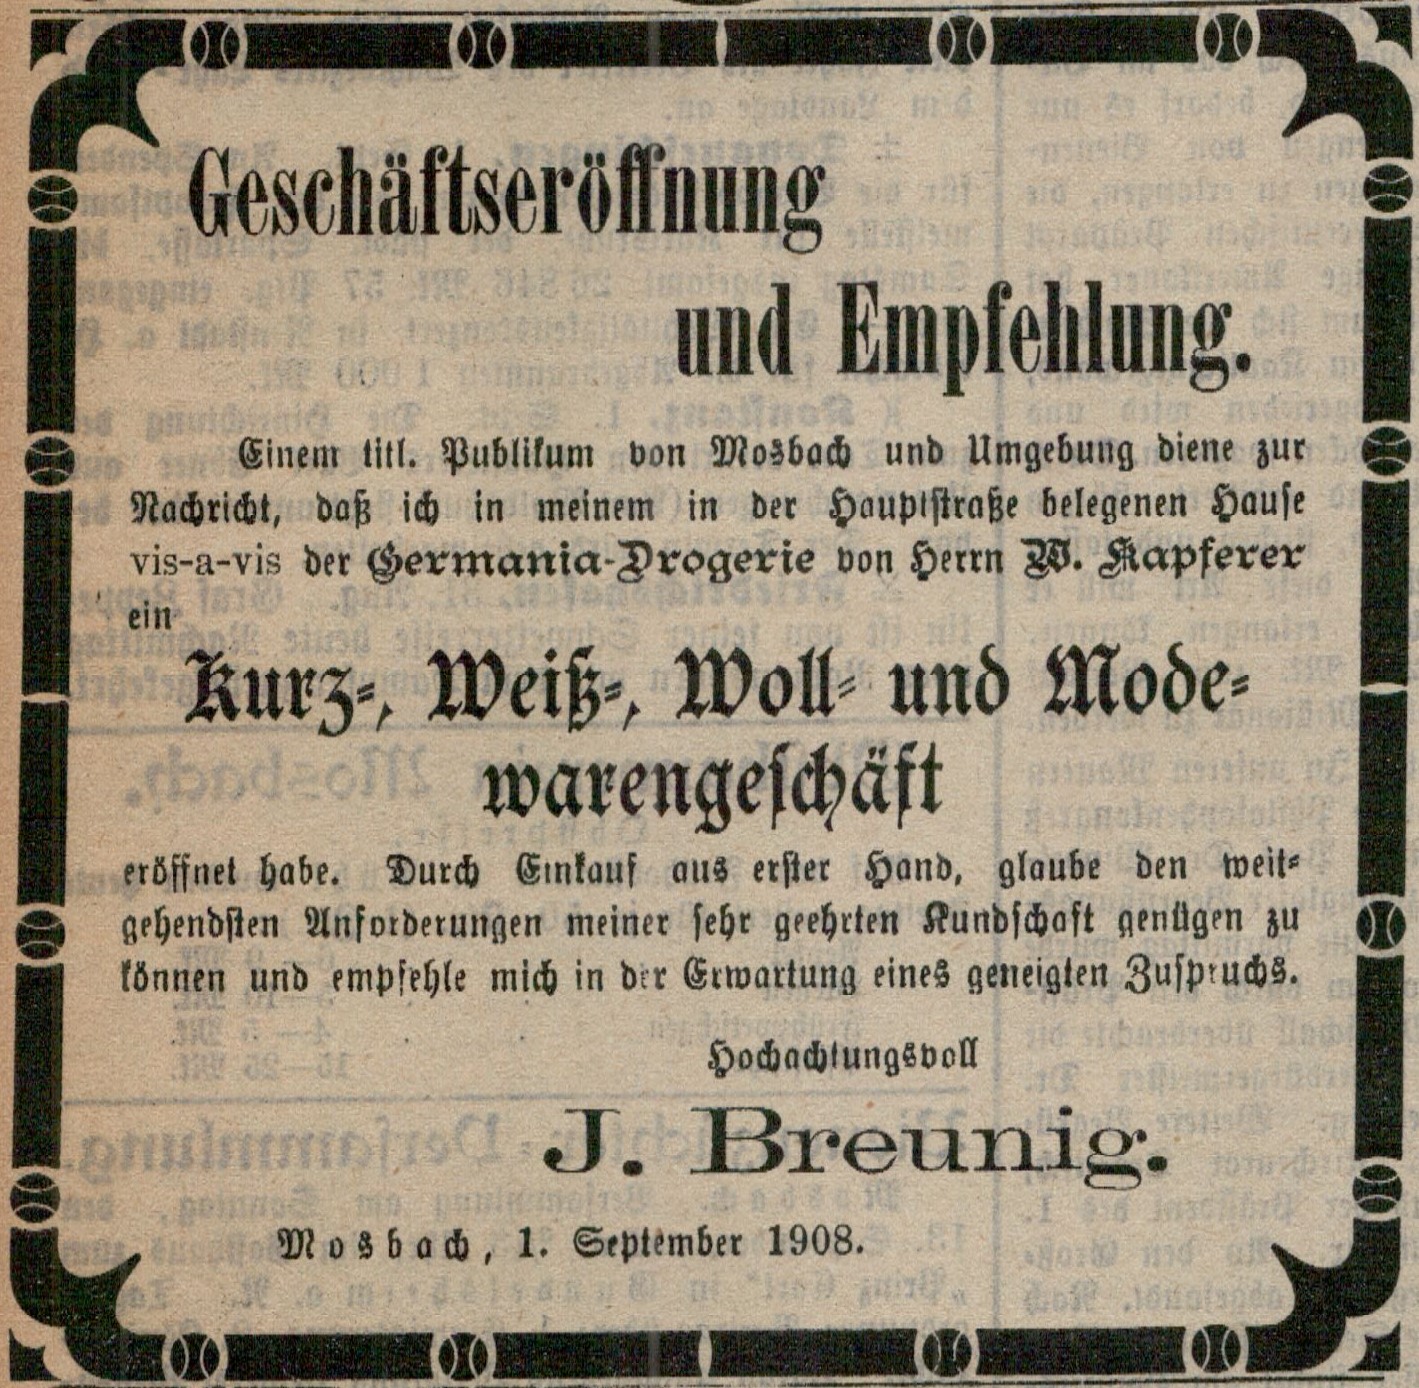 Geschäftseröffnung
und Empfehlung.
Einem titl. Publikum von Mosbach und Umgebung diene zur
Nachricht, daß ich in meinem in der Hauptstraße belegenen Hause
vis-a-vis der Germania-Drogerie von Herrn W. Kapferer
ein
Kurz-, Weiß-, Woll- und Mode-
warengeschäft
eröffnet habe. Durch Einkauf aus erster Hand, glaube den weit-
gehendsten Anforderungen meiner sehr geehrten Kundschaft genügen zu
können und empfehle mich in der Erwartung eines geneigten Zuspruchs.
Hochachtungsvoll
J. Breunig.
Mosbach, 1. September 1908.